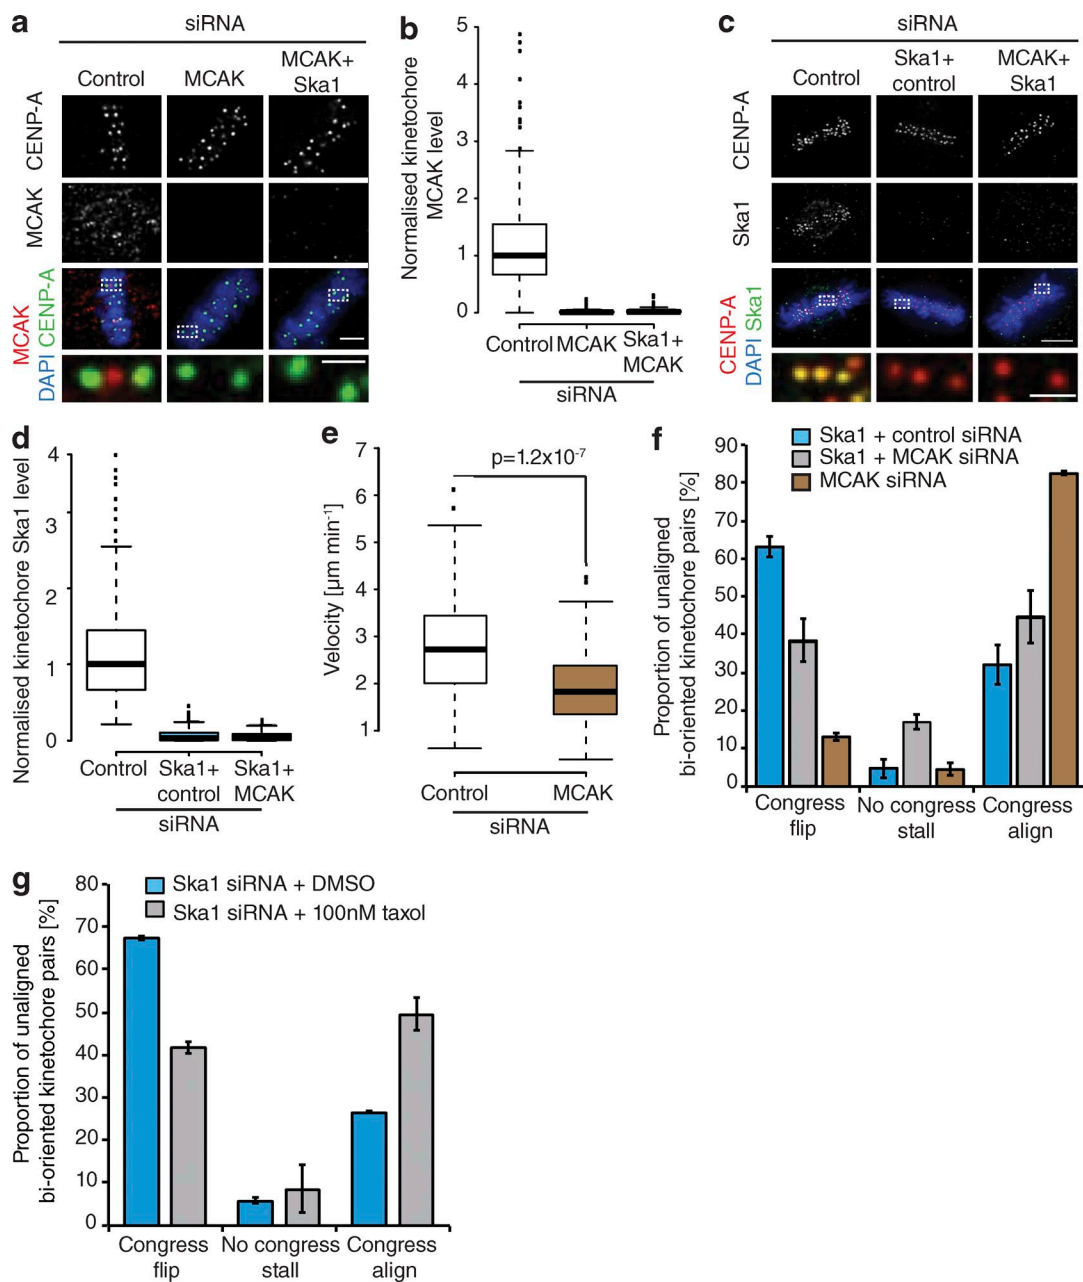 a
siRNA
Control
MCAK
MCAK+
Ska1
CENP-A
MCAK
MCAK
DAPI CENP-A
b
5
4
3
2
1
0
Normalised kinetochore
MCAK level
Control
MCAK
Ska1+
MCAK
siRNA
c
siRNA
Control
Ska1+
control
MCAK+
Ska1
CENP-A
Ska1
CENP-A
DAPI Ska1
d
4
3
2
1
0
Normalised kinetochore Ska1 level
Control
Ska1+
control
Ska1+
MCAK
siRNA
e
7
6
5
4
3
2
1
Velocity [µm min⁻¹]
p=1.2x10⁻⁷
Control
MCAK
siRNA
f
Ska1 + control siRNA
Ska1 + MCAK siRNA
MCAK siRNA
90
80
70
60
50
40
30
20
10
0
Proportion of unaligned
bi-oriented kinetochore pairs [%]
Congress
flip
No congress
stall
Congress
align
g
Ska1 siRNA + DMSO
Ska1 siRNA + 100nM taxol
80
70
60
50
40
30
20
10
0
Proportion of unaligned
bi-oriented kinetochore pairs [%]
Congress
flip
No congress
stall
Congress
align